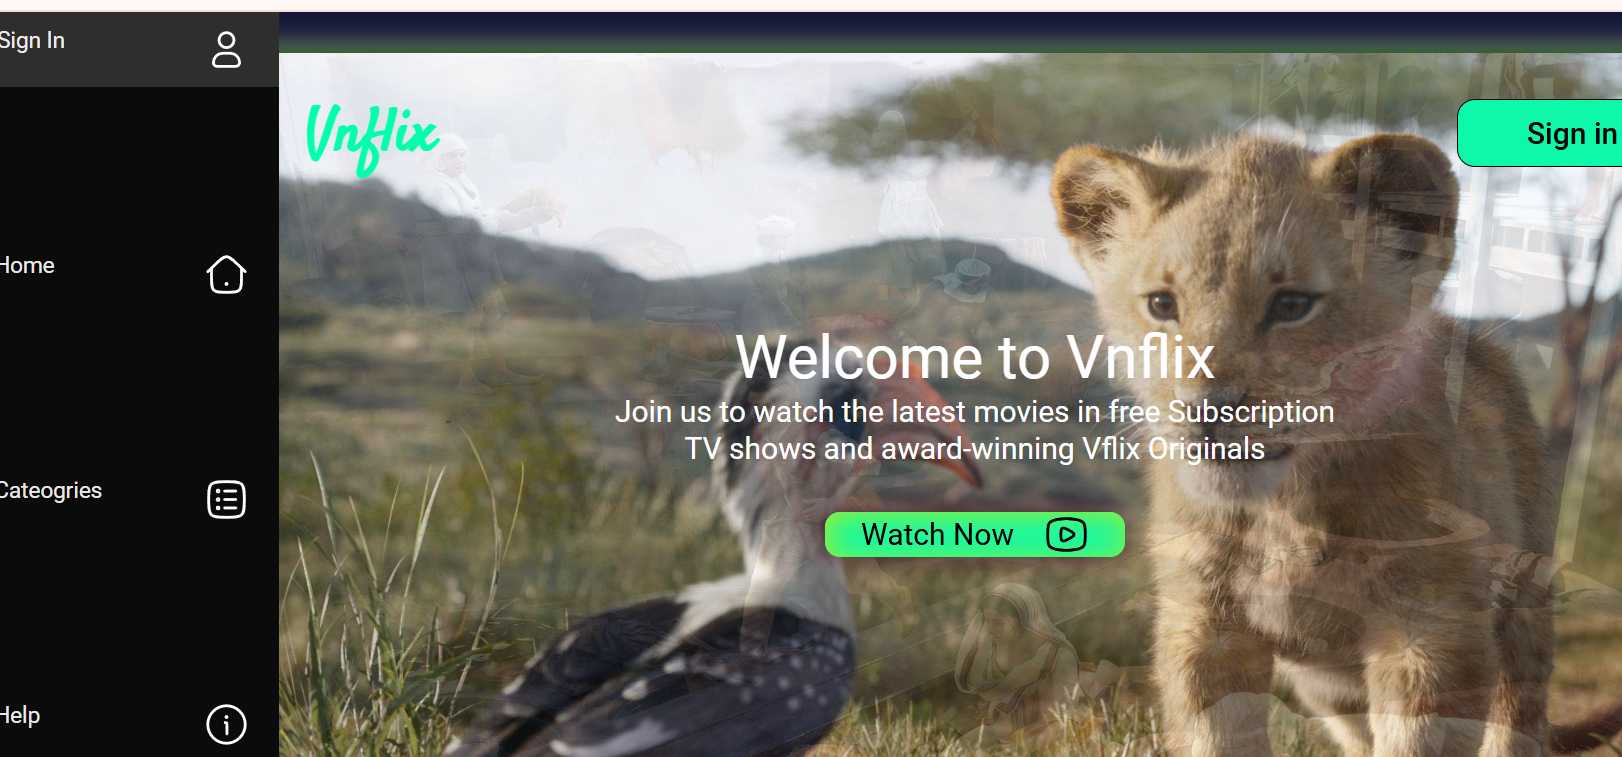 Sign In
Home
Cateogries
Help
Vnflix
Sign in
Welcome to Vnflix
Join us to watch the latest movies in free Subscription
TV shows and award-winning Vflix Originals
Watch Now